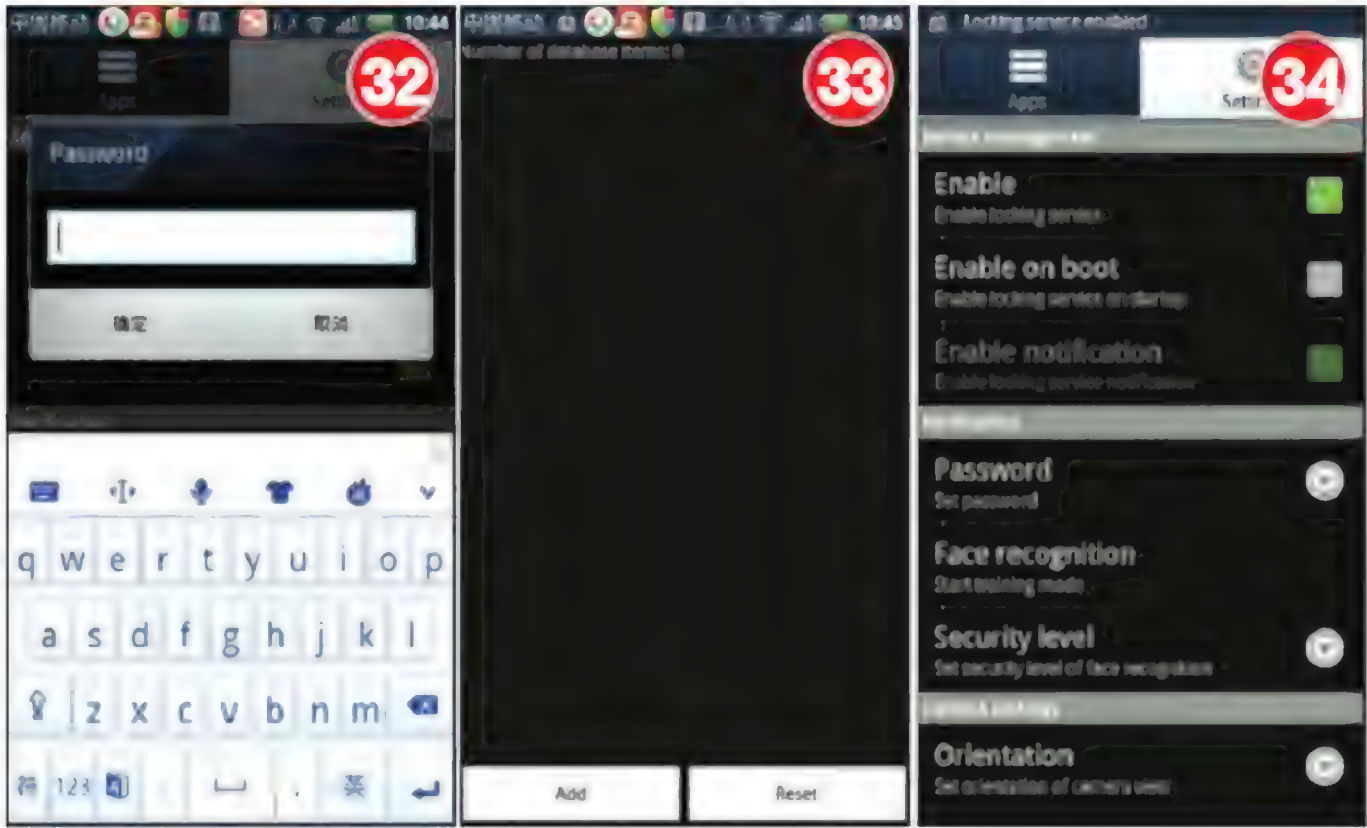 10:44
32
Apps
Password
确定
取消
q w e r t y u i o p
a s d f g h j k l
z x c v b n m
123
英
10:45
33
Number of database items: 0
Add
Reset
Locking service enabled
34
Apps
Enable
Enable locking service
Enable on boot
Enable locking service on startup
Enable notification
Enable locking service notification
Password
Set password
Face recognition
Start training mode
Security level
Set security level of face recognition
Orientation
Set orientation of camera view